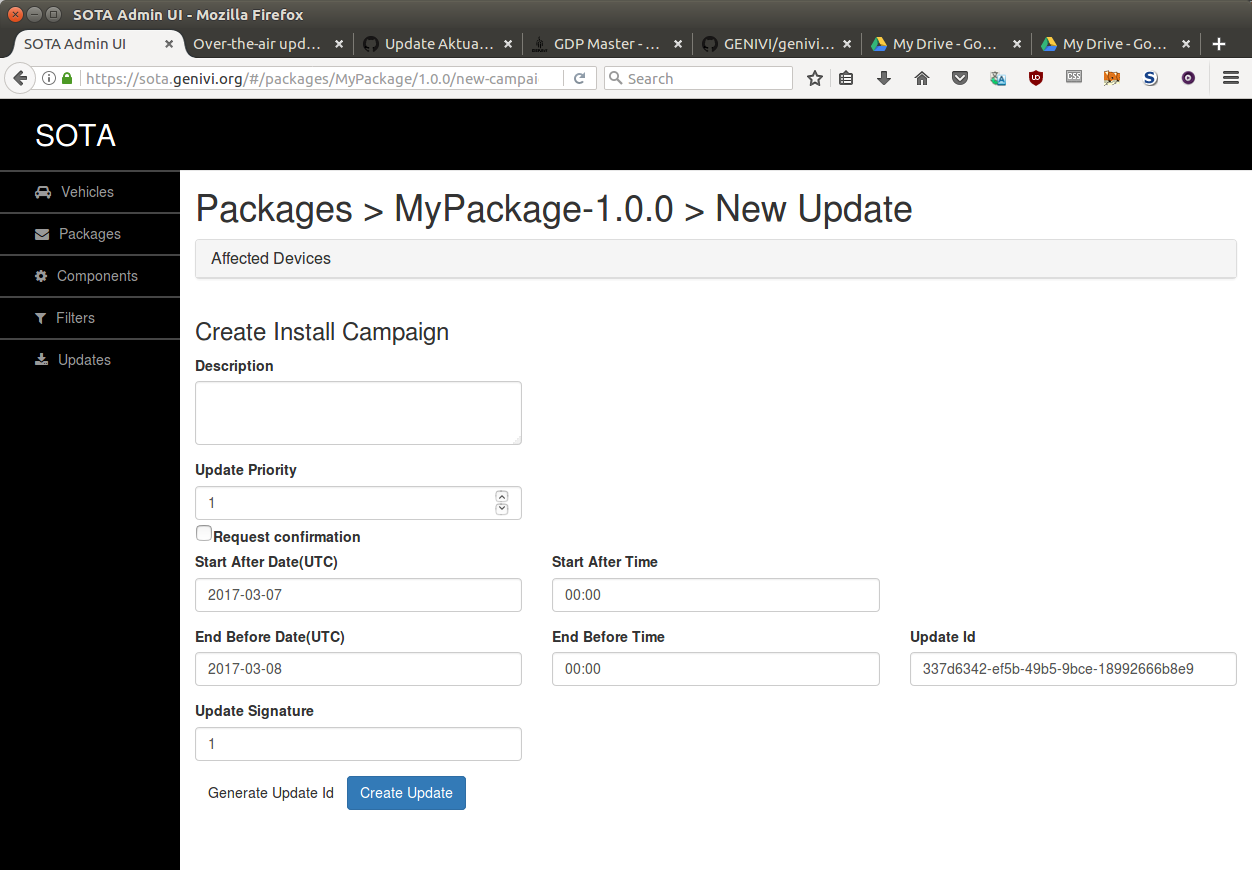 SOTA Admin UI - Mozilla Firefox
SOTA Admin UI
Over-the-air upd...
Update Aktua...
GDP Master - ...
GENIVI/genivi...
My Drive - Go...
My Drive - Go...
https://sota.genivi.org/#/packages/MyPackage/1.0.0/new-campai
Search
CSS
SOTA
Vehicles
Packages
Components
Filters
Updates
Packages > MyPackage-1.0.0 > New Update
Affected Devices
Create Install Campaign
Description
Update Priority
1
Request confirmation
Start After Date(UTC)
Start After Time
2017-03-07
00:00
End Before Date(UTC)
End Before Time
Update Id
2017-03-08
00:00
337d6342-ef5b-49b5-9bce-18992666b8e9
Update Signature
1
Generate Update Id
Create Update